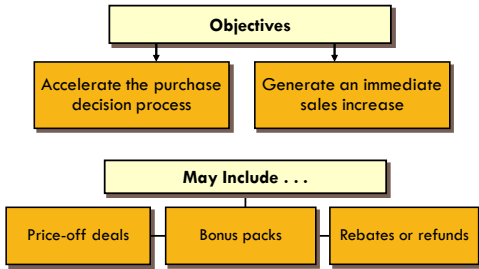 Objectives
Accelerate the purchase
decision process
Generate an immediate
sales increase
May Include . . .
Price-off deals
Bonus packs
Rebates or refunds